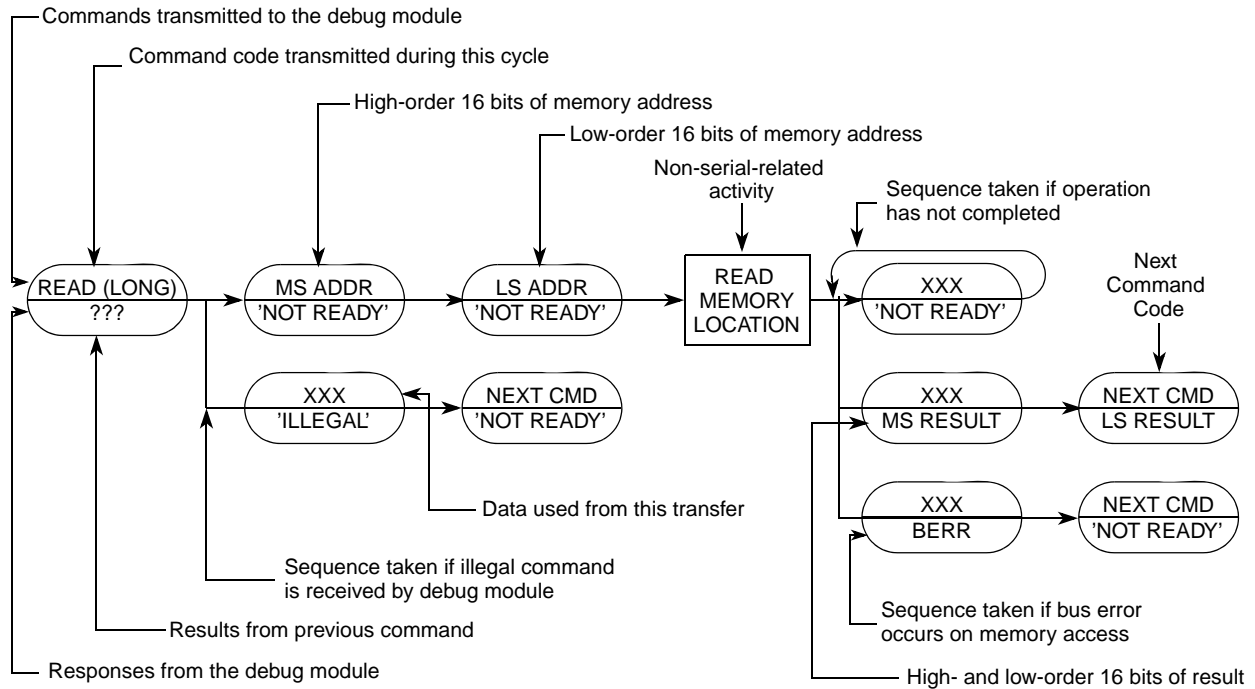 Commands transmitted to the debug module
Command code transmitted during this cycle
High-order 16 bits of memory address
Low-order 16 bits of memory address
Non-serial-related
activity
Sequence taken if operation
has not completed
Next
Command
Code
READ (LONG)
???
MS ADDR
'NOT READY'
LS ADDR
'NOT READY'
READ
MEMORY
LOCATION
XXX
'NOT READY'
XXX
'ILLEGAL'
NEXT CMD
'NOT READY'
XXX
MS RESULT
NEXT CMD
LS RESULT
XXX
BERR
NEXT CMD
'NOT READY'
Data used from this transfer
Sequence taken if illegal command
is received by debug module
Sequence taken if bus error
occurs on memory access
Results from previous command
Responses from the debug module
High- and low-order 16 bits of result